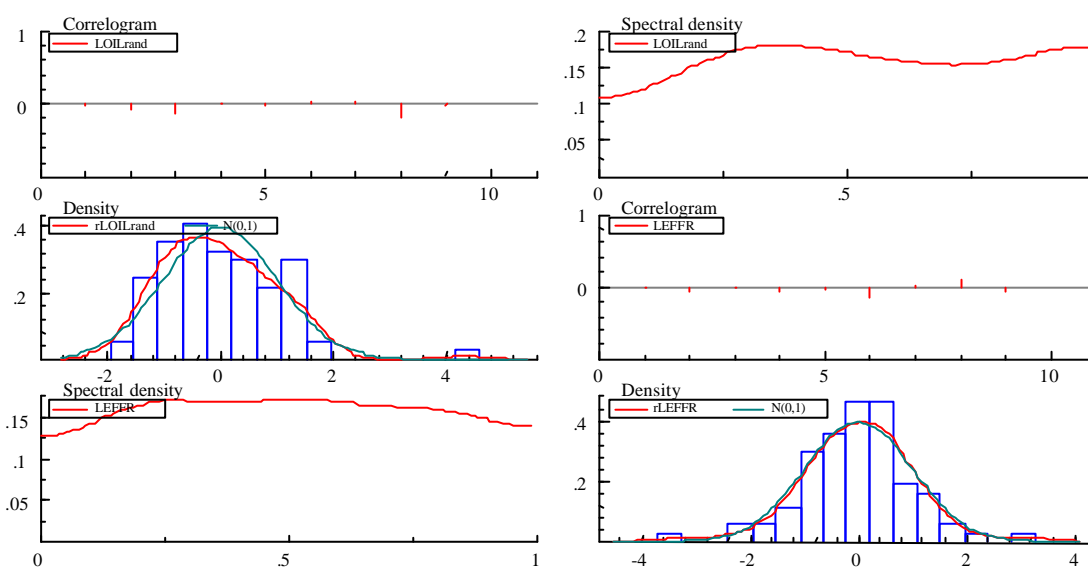 Correlogram
LOILrand
1
0
0 5 10
Spectral density
LOILrand
.2
.15
.1
.05
0 .5
Density
rLOILrand N(0,1)
.4
.2
-2 0 2 4
Correlogram
LEFFR
1
0
0 5 10
Spectral density
LEFFR
.15
.1
.05
0 .5 1
Density
rLEFFR N(0,1)
.4
.2
-4 -2 0 2 4